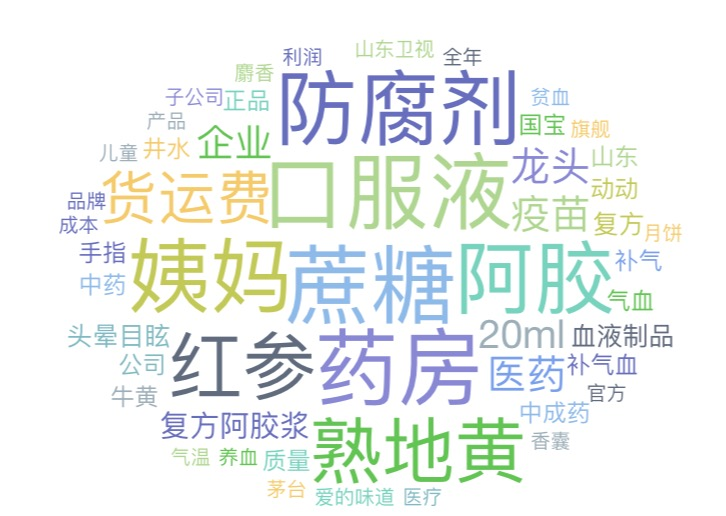 山东卫视
利润
全年
麝香
防腐剂
子公司
正品
贫血
产品
企业
国宝
旗舰
儿童
井水
口服液
龙头
山东
货运费
疫苗
动动
品牌
成本
复方
月饼
手指
姨妈
蔗糖
阿胶
补气
中药
气血
头晕目眩
红参
药房
20ml
血液制品
公司
医药
补气血
牛黄
官方
复方阿胶浆
熟地黄
中成药
香囊
气温
养血
质量
茅台
爱的味道
医疗